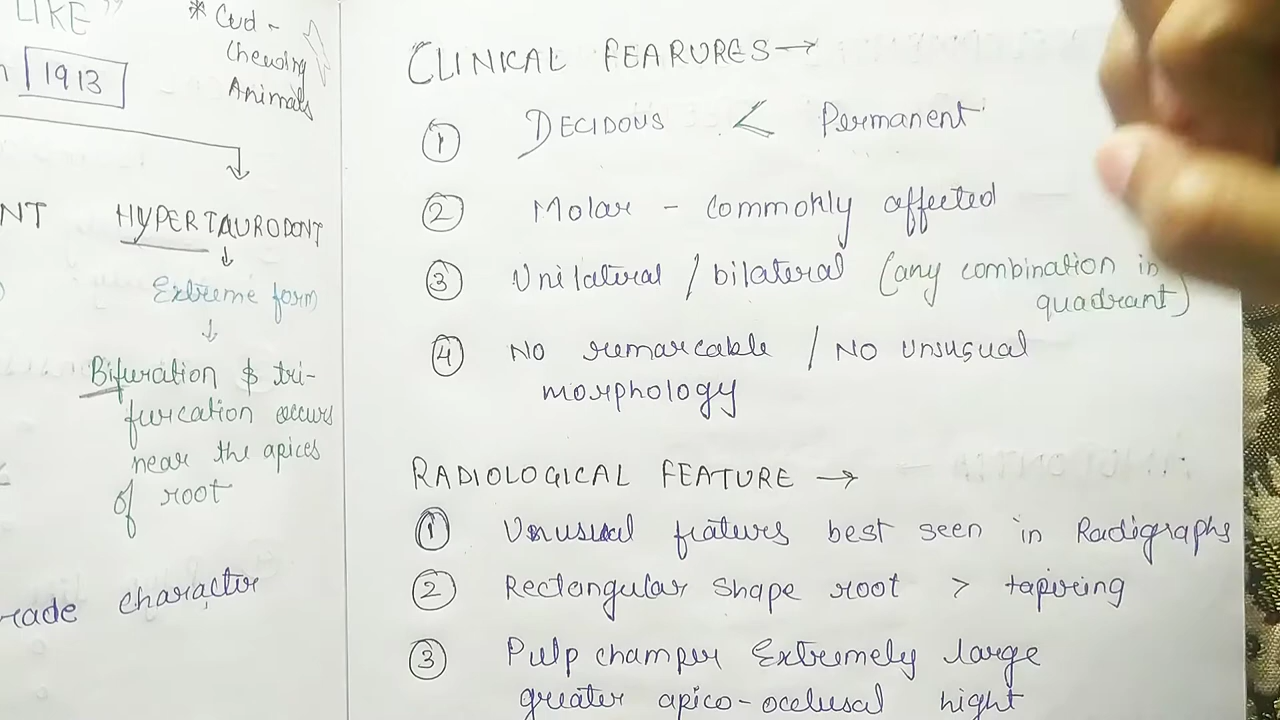 LIKE"
* Cud -
Chewing
Animals
1913
NT HYPERTAURODONT
Extreme form
Bifuration & tri-
furcation occurs
near the apices
of root
rade character
CLINICAL FEARURES →
① DECIDOUS < Permanent
② Molar - Commonly affected
③ Unilateral / bilateral (any combination in
quadrant)
④ No remarcable / No unusual
morphology
RADIOLOGICAL FEATURE →
① Unusual features best seen in Radigraphs
② Rectangular shape root > tapiring
③ Pulp champer Extremely large
greater apico-occlusal hight